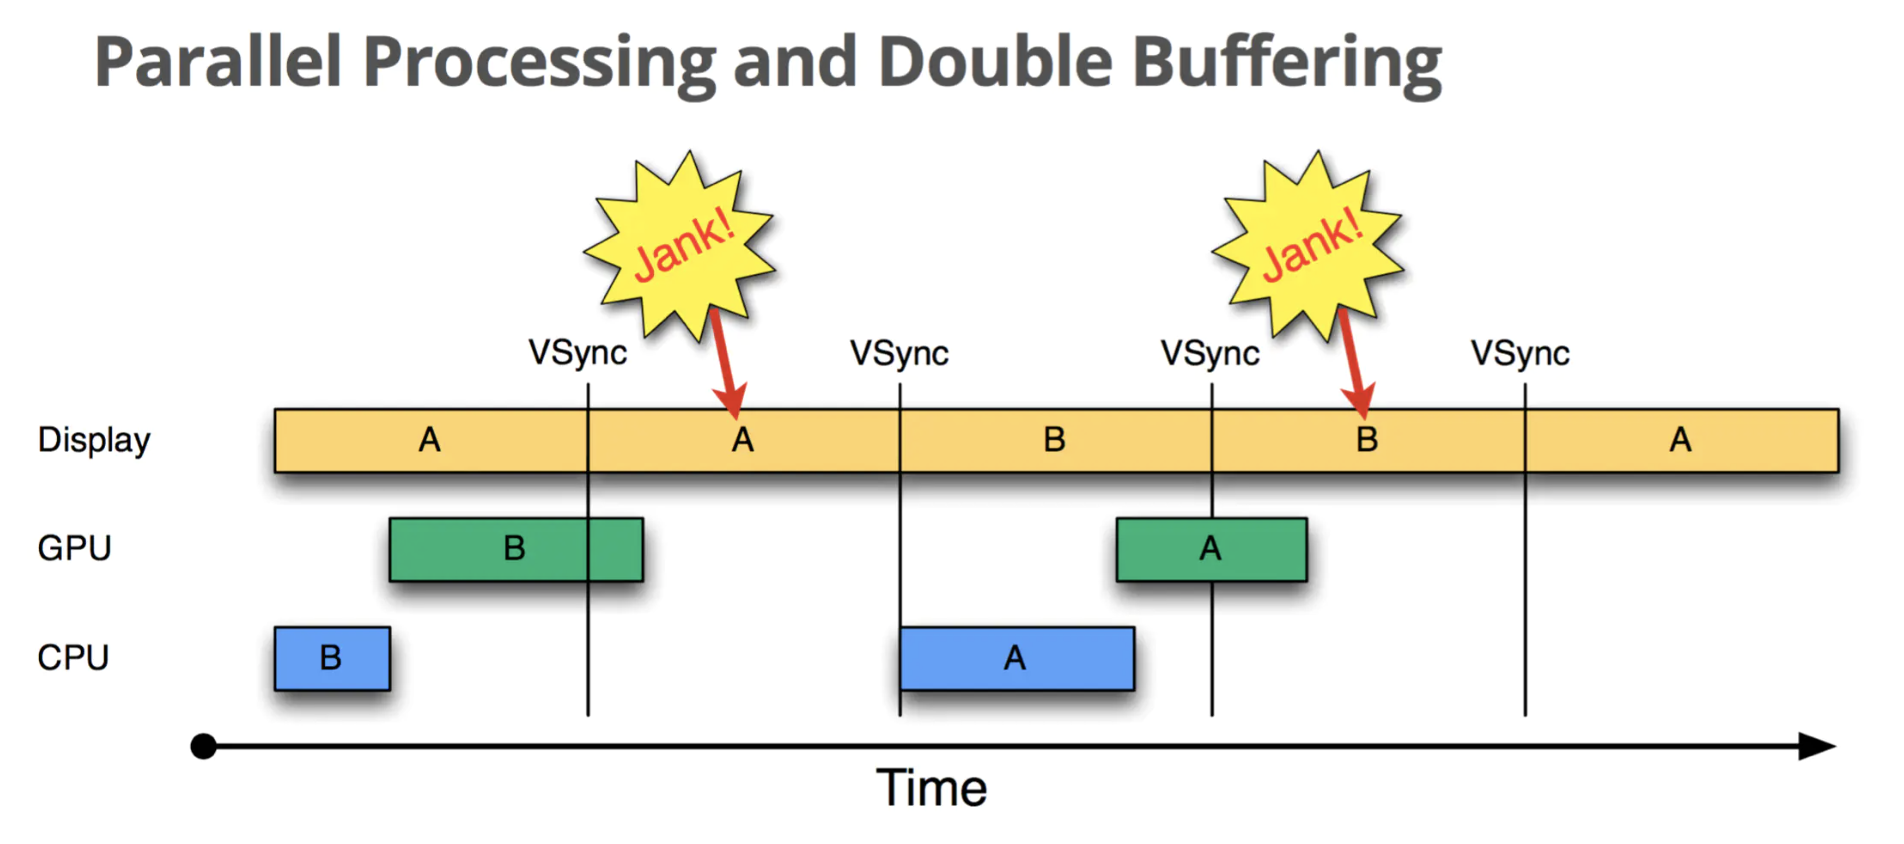 Parallel Processing and Double Buffering
Jank!
Jank!
VSync
VSync
VSync
VSync
Display
A
A
B
B
A
GPU
B
A
CPU
B
A
Time